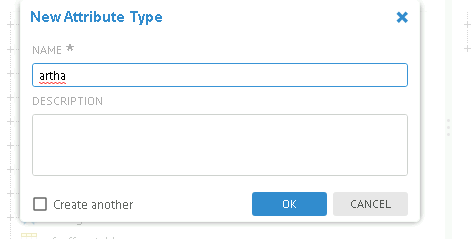 New Attribute Type
NAME *
artha
DESCRIPTION
Create another
OK
CANCEL